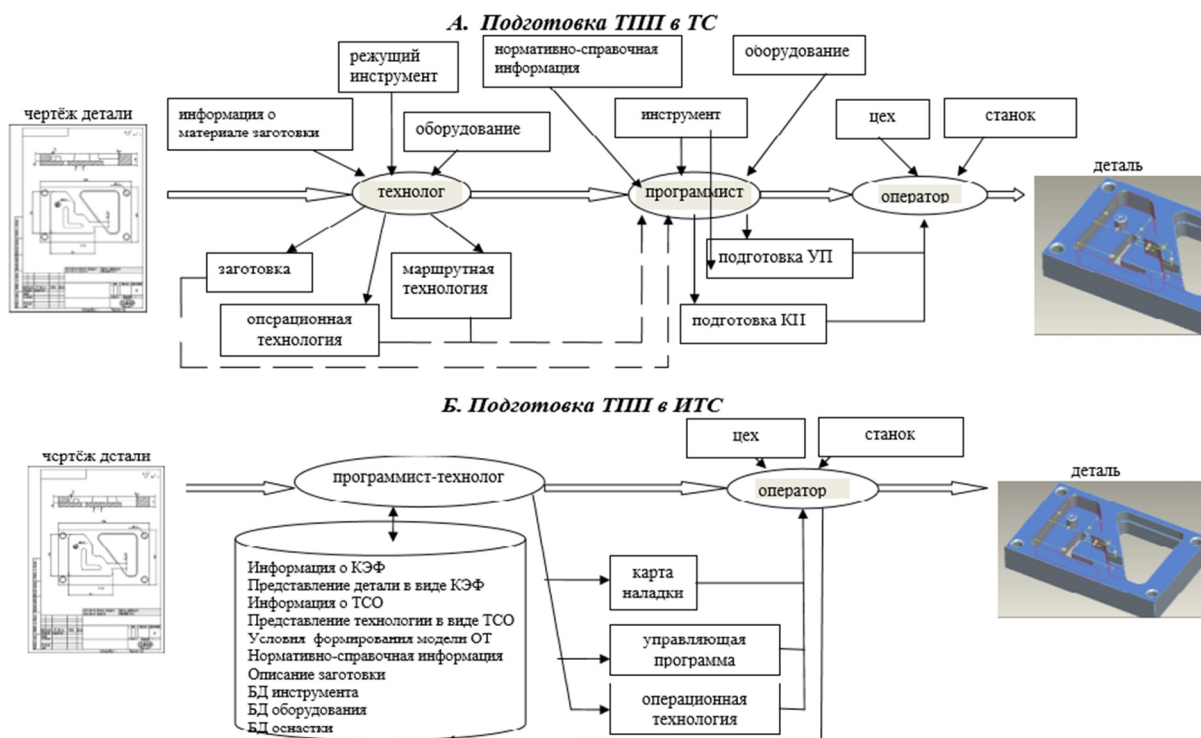 А. Подготовка ТПП в ТС
нормативно-справочная
информация
оборудование
режущий
инструмент
чертёж детали
информация о
материале заготовки
оборудование
инструмент
цех
станок
деталь
технолог
программист
оператор
заготовка
маршрутная
технология
подготовка УП
операционная
технология
подготовка КН
Б. Подготовка ТПП в ИТС
цех
станок
чертёж детали
деталь
программист-технолог
оператор
Информация о КЭФ
Представление детали в виде КЭФ
Информация о ТСО
Представление технологии в виде ТСО
Условия формирования модели ОТ
Нормативно-справочная информация
Описание заготовки
БД инструмента
БД оборудования
БД оснастки
карта
наладки
управляющая
программа
операционная
технология